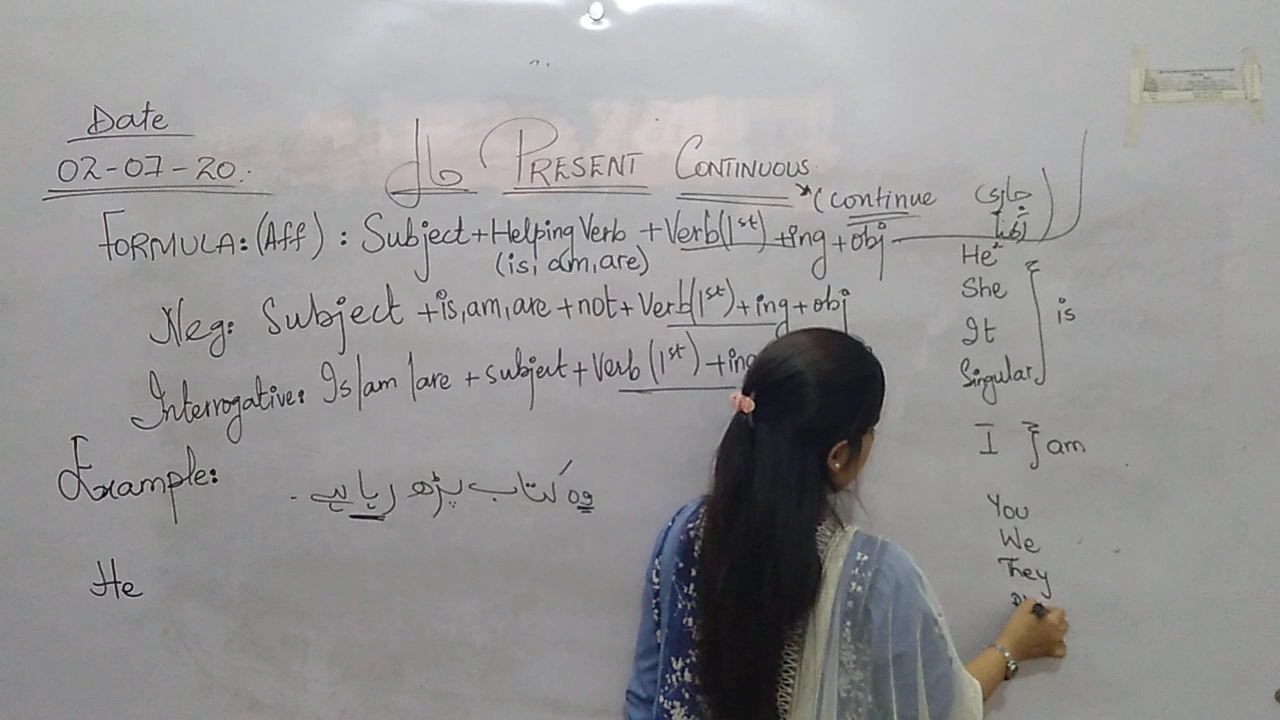 Date
02-07-20.
حال PRESENT CONTINUOUS
*(continue جاری
FORMULA:(Aff): Subject+Helping Verb +Verb(1st)+ing+obj
(is, am, are)
Neg: Subject +is,am,are+not+Verb(1st)+ing+obj
Interrogative: Is/am/are + subject+Verb (1st)+ing
Example:
وہ کتاب پڑھ رہا ہے۔
He
He
She
It
Singular
is
I } am
You
We
They